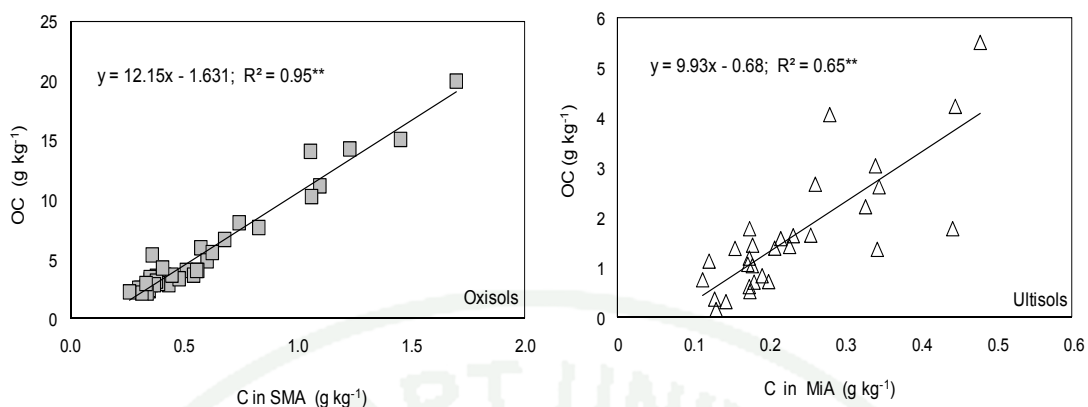 25
20
15
10
5
0
OC (g kg⁻¹)
y = 12.15x - 1.631; R² = 0.95**
Oxisols
0.0 0.5 1.0 1.5 2.0
C in SMA (g kg⁻¹)
6
5
4
3
2
1
0
OC (g kg⁻¹)
y = 9.93x - 0.68; R² = 0.65**
Ultisols
0 0.1 0.2 0.3 0.4 0.5 0.6
C in MiA (g kg⁻¹)